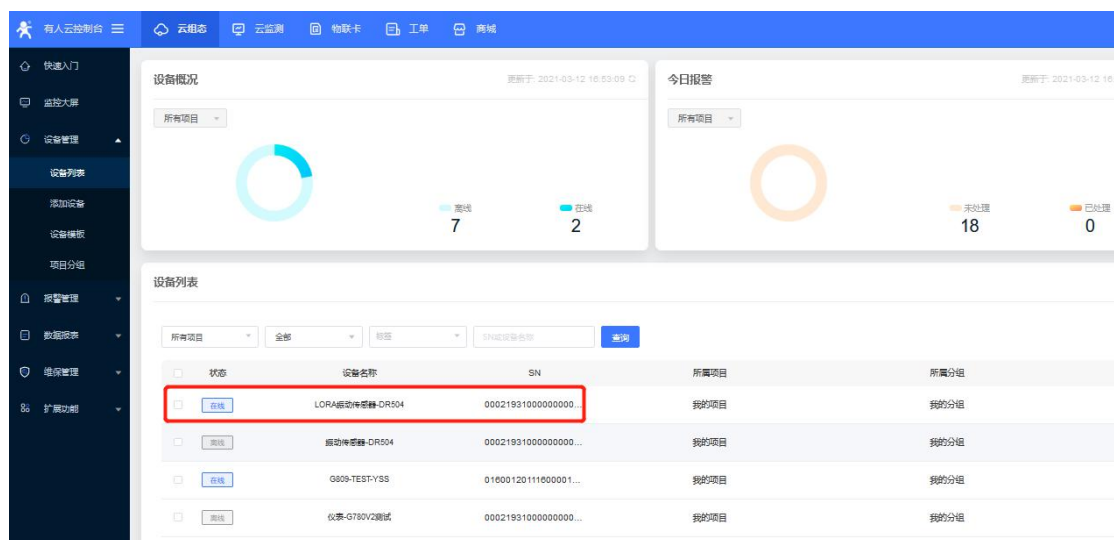 有人云控制台 云组态 云监测 物联卡 工单 商城
快速入门
监控大屏
设备管理
设备列表
添加设备
设备模板
项目分组
报警管理
数据报表
维保管理
扩展功能
设备概况 更新于: 2021-03-12 16:53:09
所有项目
离线 在线
7 2
今日报警 更新于: 2021-03-12 16
所有项目
未处理 已处理
18 0
设备列表
所有项目 全部 标签 SN或设备名称 查询
状态 设备名称 SN 所属项目 所属分组
在线 LORA振动传感器-DR504 00021931000000000... 我的项目 我的分组
离线 振动传感器-DR504 00021931000000000... 我的项目 我的分组
在线 G809-TEST-YSS 01600120111600001... 我的项目 我的分组
离线 仪表-G780V2测试 00021931000000000... 我的项目 我的分组